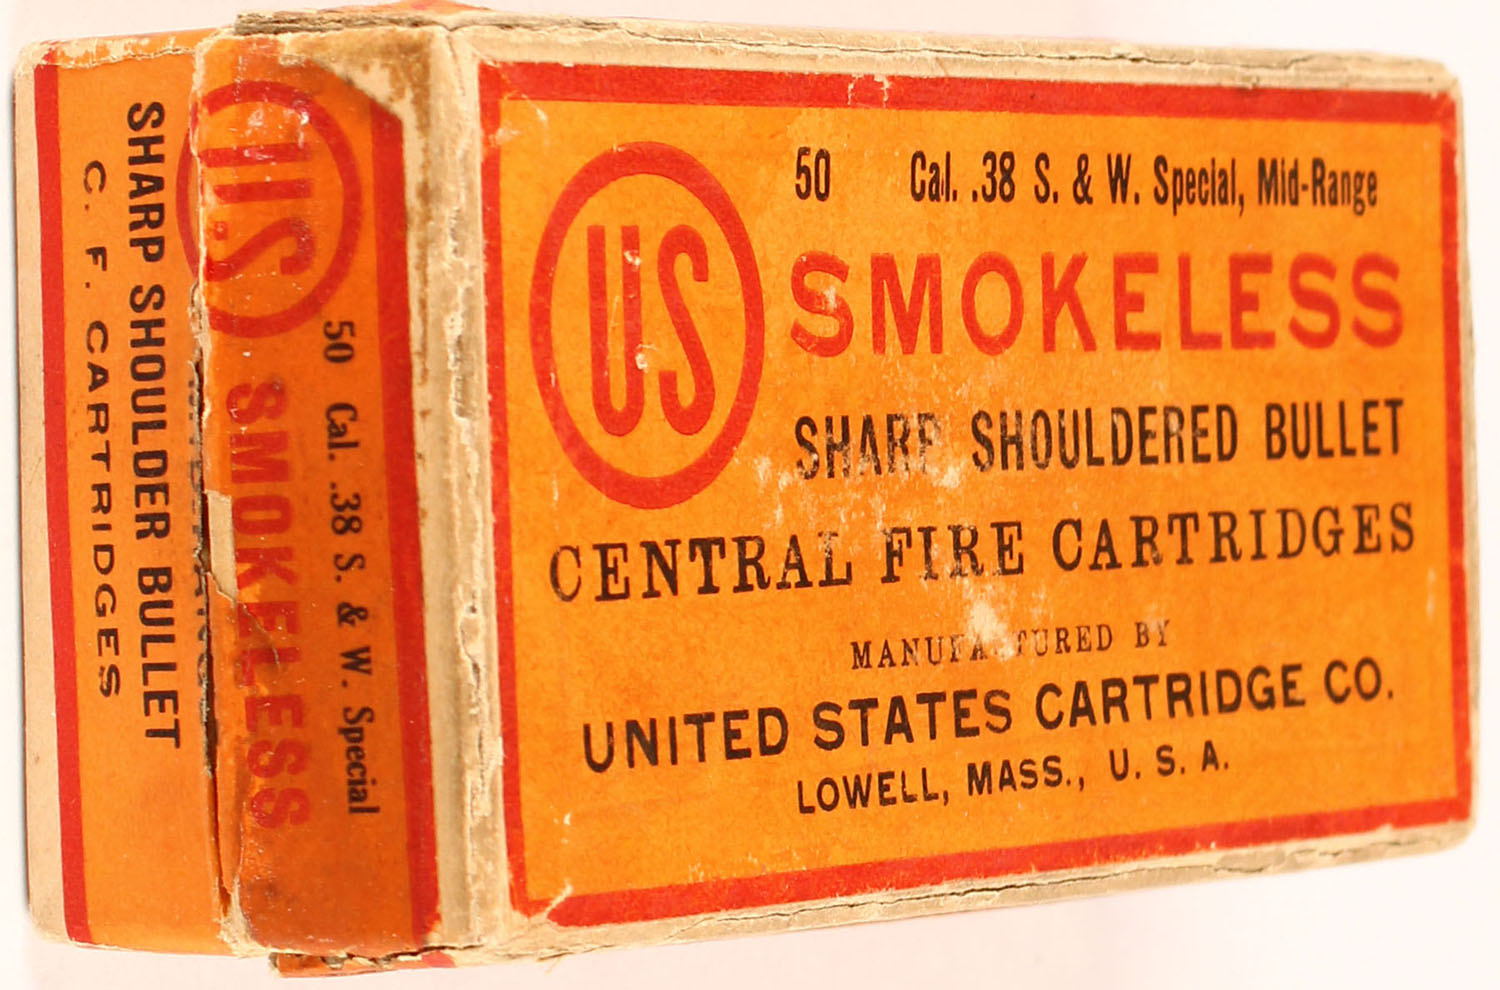 US
50 Cal. .38 S. & W. Special, Mid-Range
SMOKELESS
SHARP SHOULDERED BULLET
CENTRAL FIRE CARTRIDGES
MANUFACTURED BY
UNITED STATES CARTRIDGE CO.
LOWELL, MASS., U. S. A.
U.S
50 Cal. .38 S. & W. Special
SMOKELESS
SHARP SHOULDER BULLET
C. F. CARTRIDGES